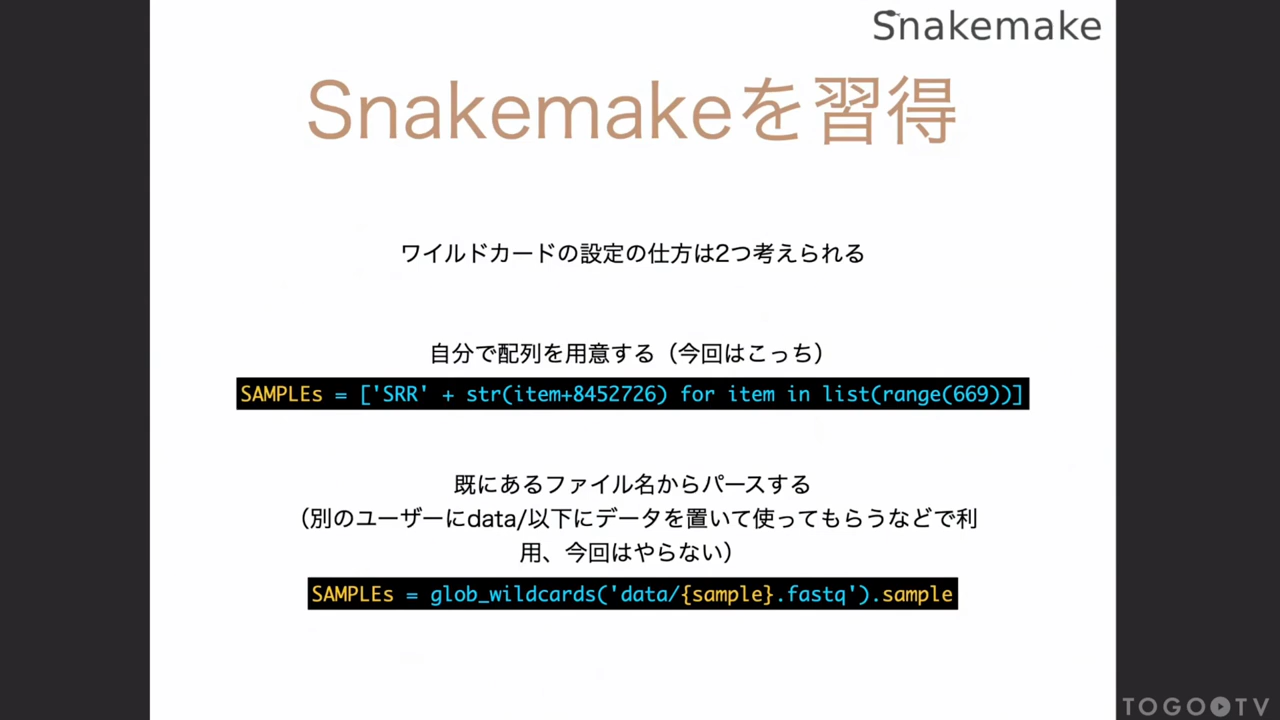 Snakemake
Snakemakeを習得
ワイルドカードの設定の仕方は2つ考えられる
自分で配列を用意する（今回はこっち）
SAMPLEs = ['SRR' + str(item+8452726) for item in list(range(669))]
既にあるファイル名からパースする
（別のユーザーにdata/以下にデータを置いて使ってもらうなどで利
用、今回はやらない）
SAMPLEs = glob_wildcards('data/{sample}.fastq').sample
TOGOTV